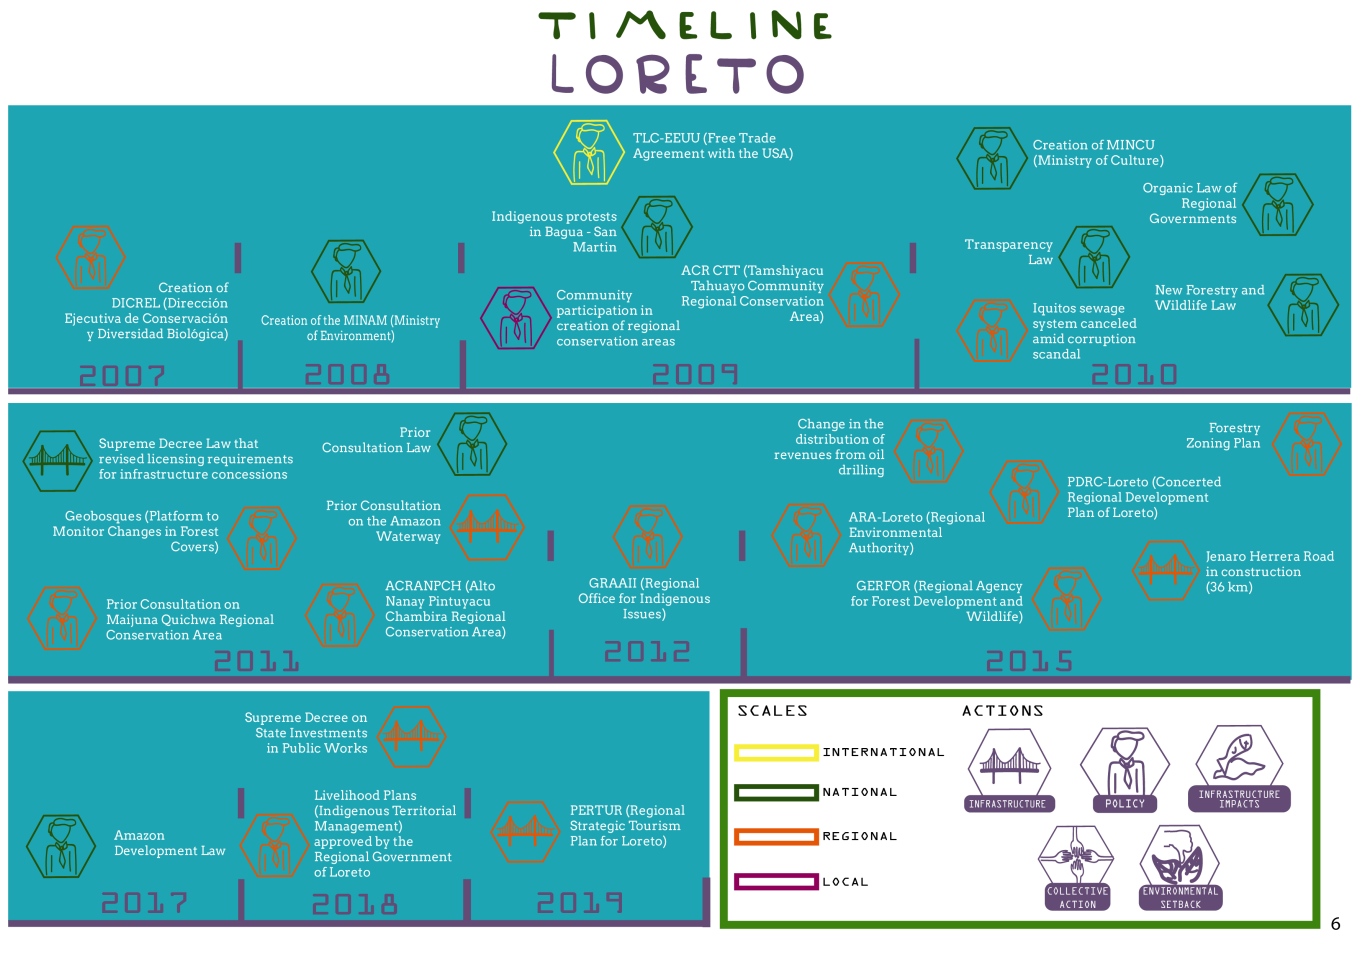 TIMELINE
LORETO
Creation of
DICREL (Dirección
Ejecutiva de Conservación
y Diversidad Biológica)
2007
Creation of the MINAM (Ministry
of Environment)
2008
TLC-EEUU (Free Trade
Agreement with the USA)
Indigenous protests
in Bagua - San
Martin
Community
participation in
creation of regional
conservation areas
ACR CTT (Tamshiyacu
Tahuayo Community
Regional Conservation
Area)
2009
Creation of MINCU
(Ministry of Culture)
Organic Law of
Regional
Governments
Transparency
Law
New Forestry and
Wildlife Law
Iquitos sewage
system canceled
amid corruption
scandal
2010
Supreme Decree Law that
revised licensing requirements
for infrastructure concessions
Prior
Consultation Law
Geobosques (Platform to
Monitor Changes in Forest
Covers)
Prior Consultation
on the Amazon
Waterway
Prior Consultation on
Maijuna Quichwa Regional
Conservation Area
ACRANPCH (Alto
Nanay Pintuyacu
Chambira Regional
Conservation Area)
2011
GRAAII (Regional
Office for Indigenous
Issues)
2012
Change in the
distribution of
revenues from oil
drilling
Forestry
Zoning Plan
PDRC-Loreto (Concerted
Regional Development
Plan of Loreto)
ARA-Loreto (Regional
Environmental
Authority)
Jenaro Herrera Road
in construction
(36 km)
GERFOR (Regional Agency
for Forest Development and
Wildlife)
2015
Supreme Decree on
State Investments
in Public Works
Amazon
Development Law
2017
Livelihood Plans
(Indigenous Territorial
Management)
approved by the
Regional Government
of Loreto
2018
PERTUR (Regional
Strategic Tourism
Plan for Loreto)
2019
SCALES
INTERNATIONAL
NATIONAL
REGIONAL
LOCAL
ACTIONS
INFRASTRUCTURE
POLICY
INFRASTRUCTURE
IMPACTS
COLLECTIVE
ACTION
ENVIRONMENTAL
SETBACK
6